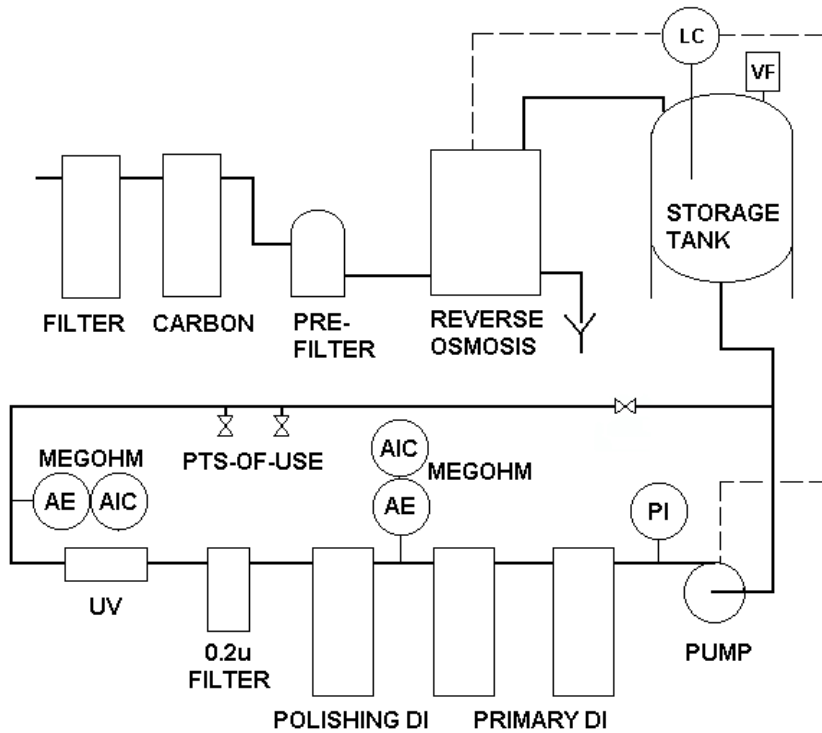 LC
VF
STORAGE
TANK
FILTER
CARBON
PRE-
FILTER
REVERSE
OSMOSIS
MEGOHM
AE
AIC
PTS-OF-USE
AIC
MEGOHM
AE
PI
UV
0.2u
FILTER
POLISHING DI
PRIMARY DI
PUMP